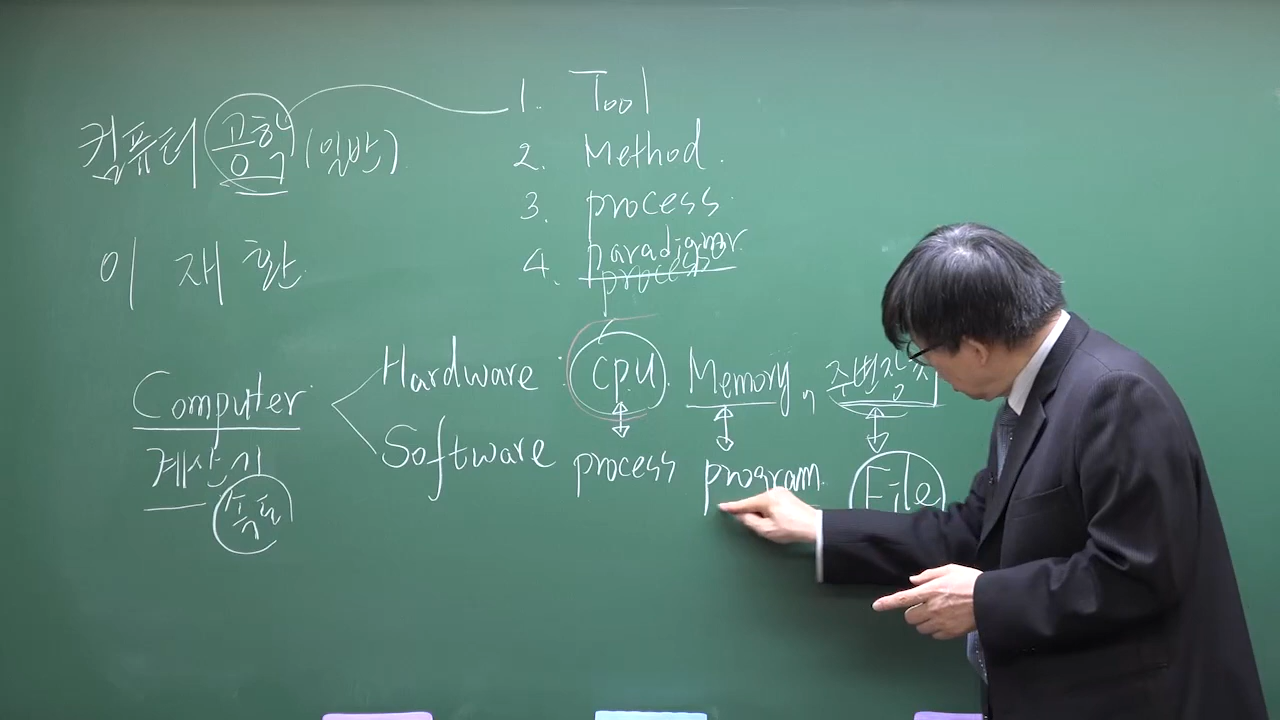 컴퓨터 공학 (일반)
이 재 환
1. Tool
2. Method.
3. process.
4. paradigm
process
Computer
계산기
Hardware : CPU. Memory, 주변장치
Software process program. File